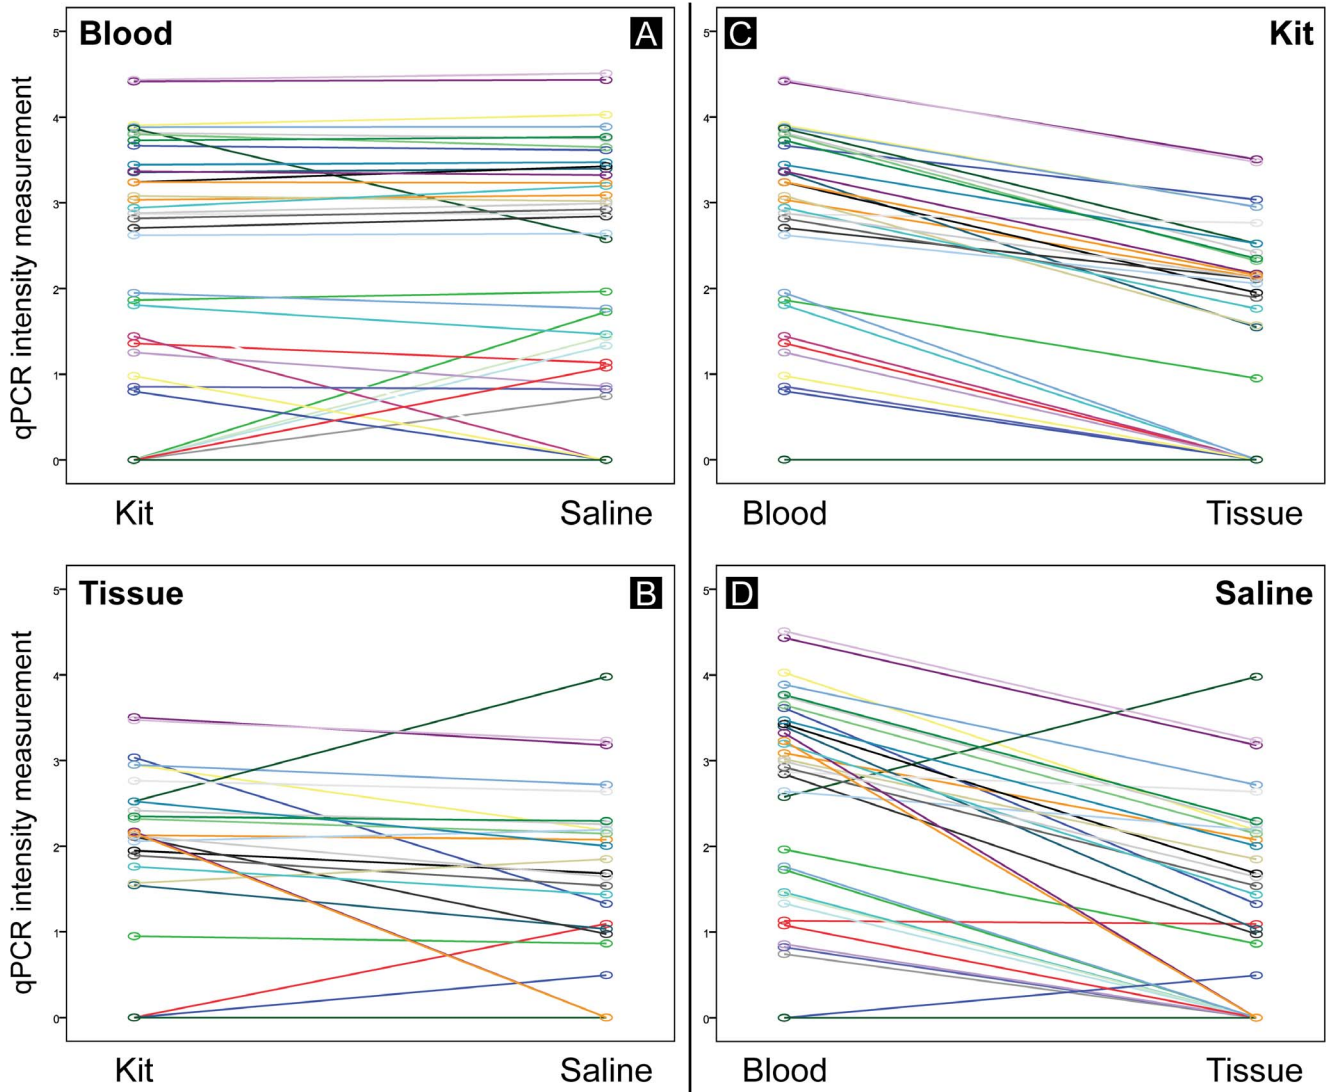 Blood A
qPCR intensity measurement
5
4
3
2
1
0
Kit Saline
C Kit
5
4
3
2
1
0
Blood Tissue
Tissue B
qPCR intensity measurement
5
4
3
2
1
0
Kit Saline
D Saline
5
4
3
2
1
0
Blood Tissue